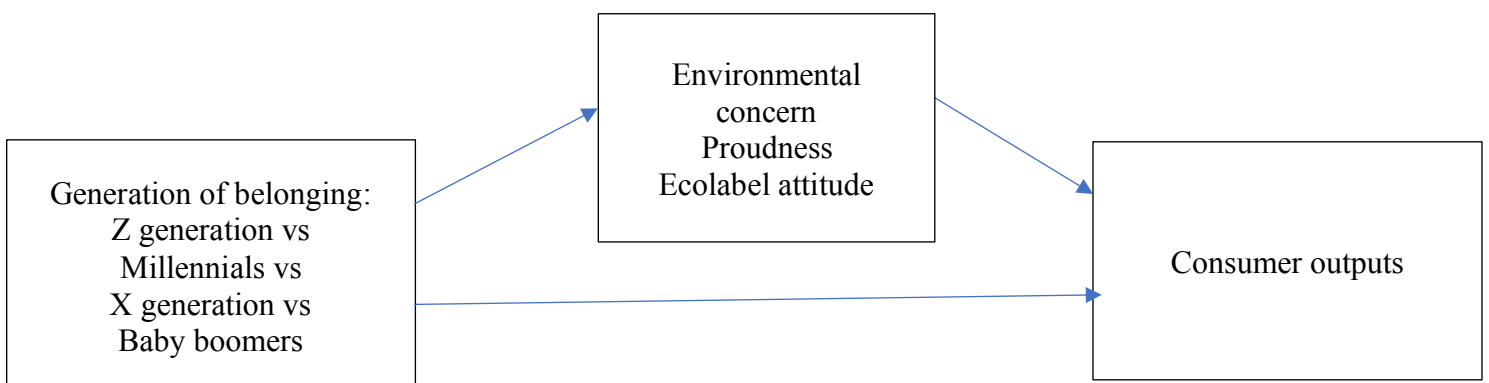 Environmental
concern
Proudness
Ecolabel attitude
Generation of belonging:
Z generation vs
Millennials vs
X generation vs
Baby boomers
Consumer outputs